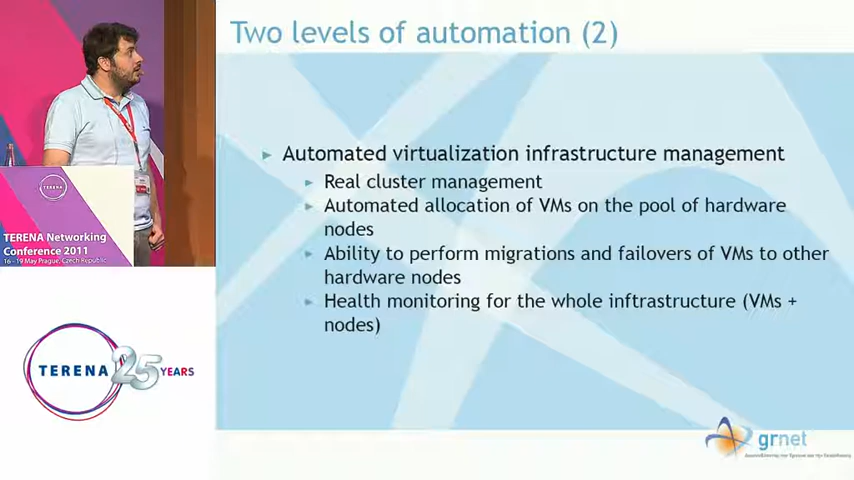 Two levels of automation (2)
Automated virtualization infrastructure management
Real cluster management
Automated allocation of VMs on the pool of hardware
nodes
Ability to perform migrations and failovers of VMs to other
hardware nodes
Health monitoring for the whole inftrastructure (VMs +
nodes)
TERENA
TERENA Networking
Conference 2011
16 - 19 May Prague, Czech Republic
TERENA 25 YEARS
grnet